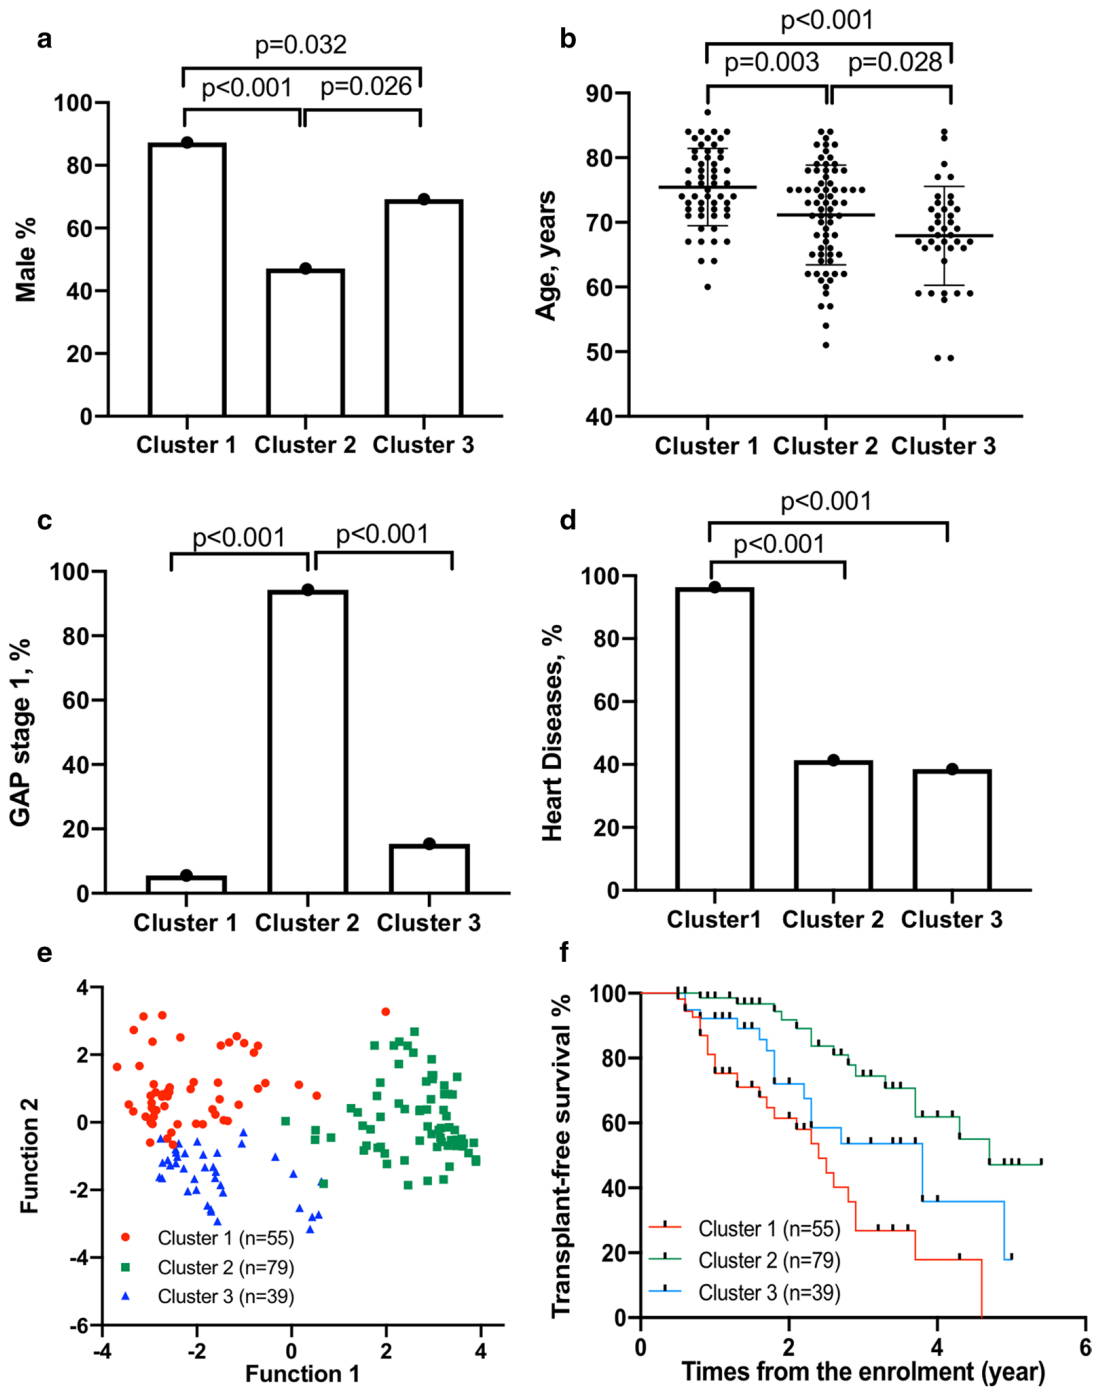 a
p=0.032
p<0.001
p=0.026
Male %
100
80
60
40
20
0
Cluster 1
Cluster 2
Cluster 3
b
p<0.001
p=0.003
p=0.028
Age, years
90
80
70
60
50
40
Cluster 1
Cluster 2
Cluster 3
c
p<0.001
p<0.001
GAP stage 1, %
100
80
60
40
20
0
Cluster 1
Cluster 2
Cluster 3
d
p<0.001
p<0.001
Heart Diseases, %
100
80
60
40
20
0
Cluster1
Cluster 2
Cluster 3
e
Function 2
4
2
0
-2
-4
-6
Cluster 1 (n=55)
Cluster 2 (n=79)
Cluster 3 (n=39)
-4
-2
0
2
4
Function 1
f
Transplant-free survival %
100
80
60
40
20
0
Cluster 1 (n=55)
Cluster 2 (n=79)
Cluster 3 (n=39)
0
2
4
6
Times from the enrolment (year)